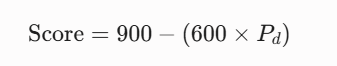 Score = 900 – (600 × P_d)